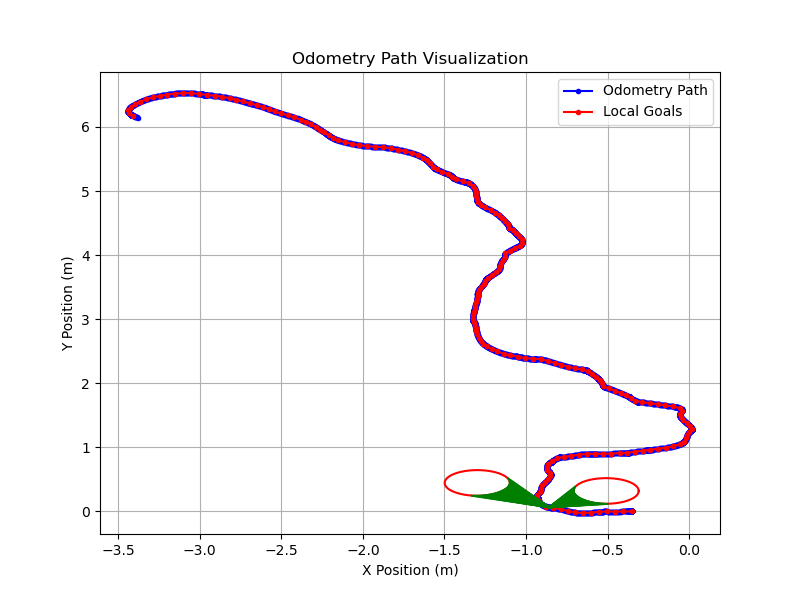 Odometry Path Visualization
Odometry Path
Local Goals
Y Position (m)
6
5
4
3
2
1
0
−3.5 −3.0 −2.5 −2.0 −1.5 −1.0 −0.5 0.0
X Position (m)